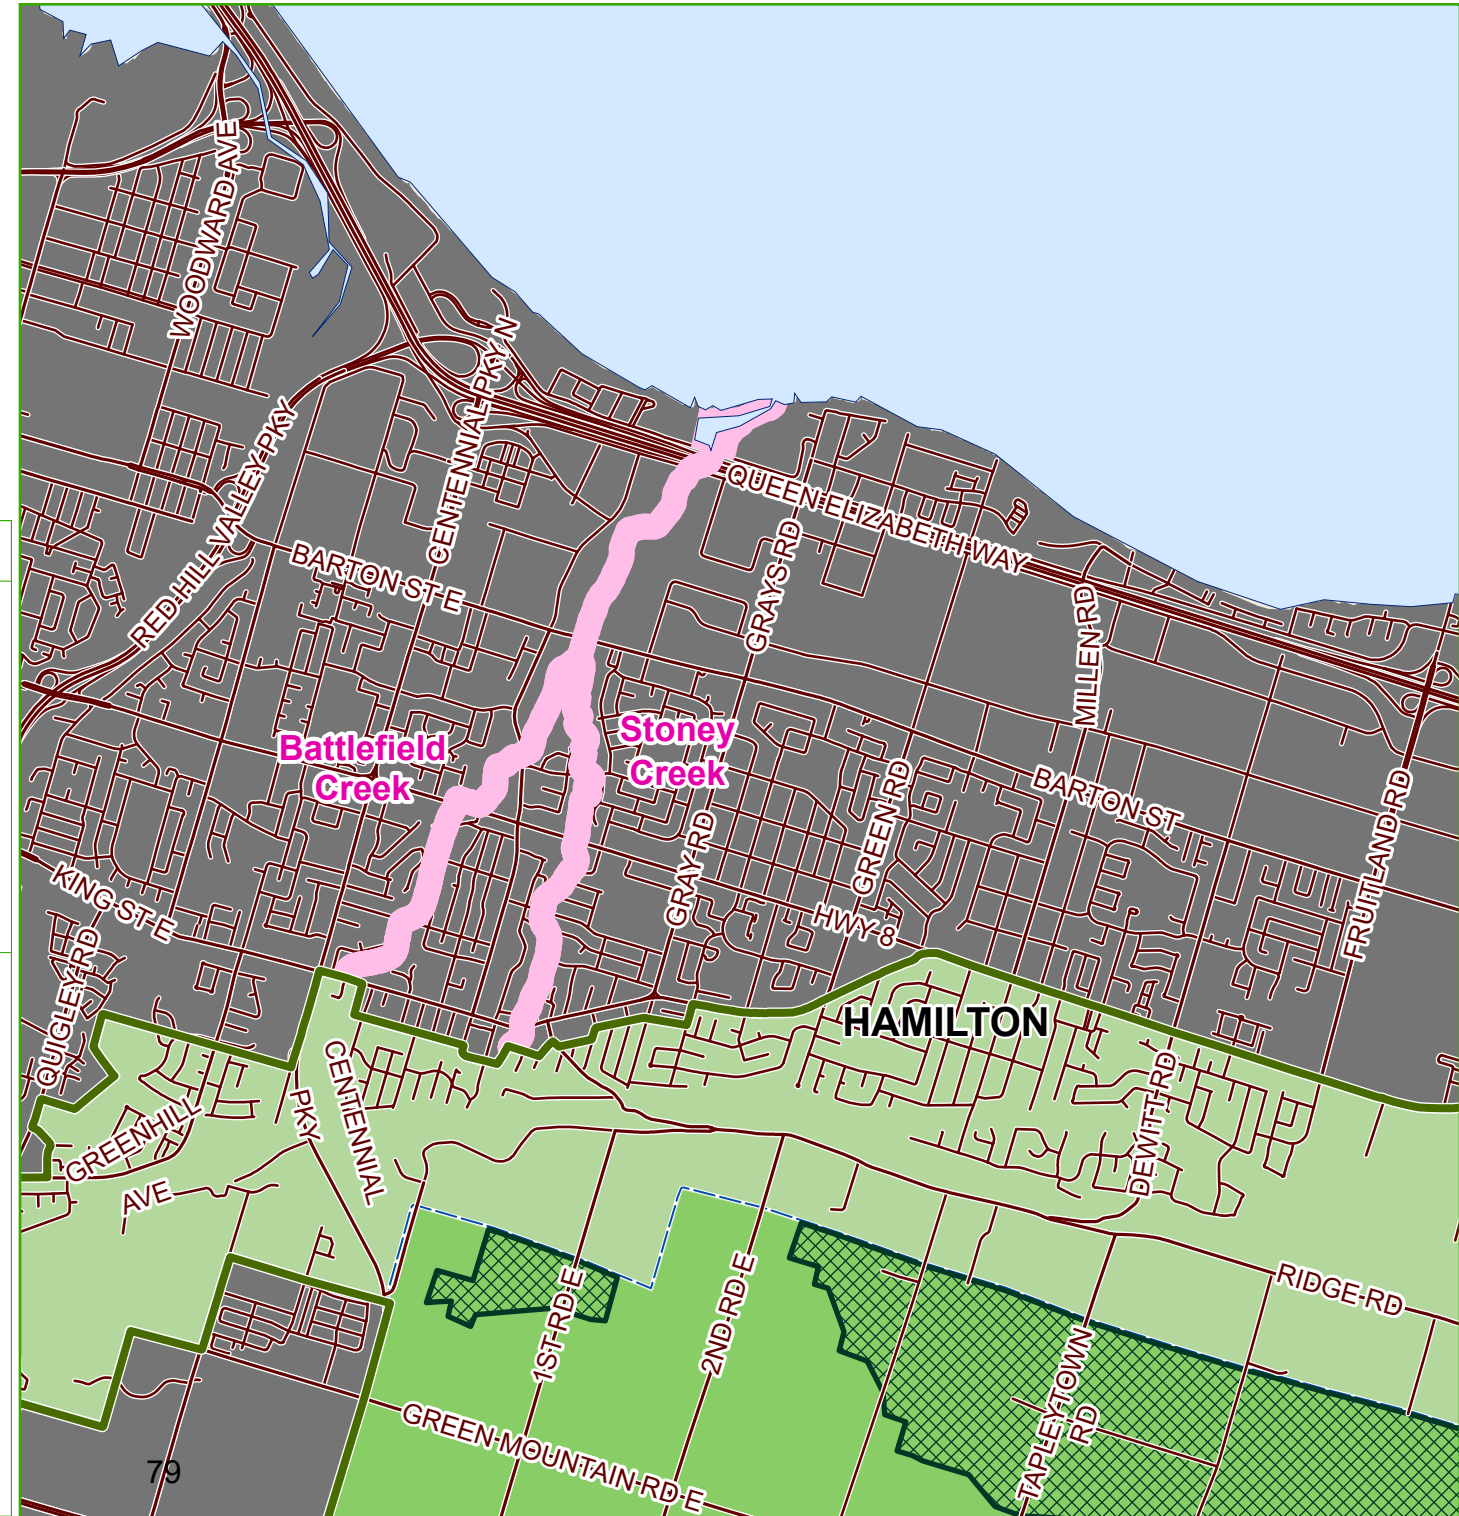 WOODWARD AVE
CENTENNIAL PKY N
RED HILL VALLEY PKY
QUEEN ELIZABETH WAY
BARTON ST E
GRAYS RD
MILLEN RD
Battlefield
Creek
Stoney
Creek
BARTON ST
GREEN RD
GRAY RD
FRUITLAND RD
KING ST E
HWY 8
QUIGLEY RD
HAMILTON
CENTENNIAL
PKY
GREENHILL
AVE
DEWITT RD
RIDGE RD
1ST RD E
2ND RD E
TAPLEYTOWN
RD
GREEN MOUNTAIN RD E
79